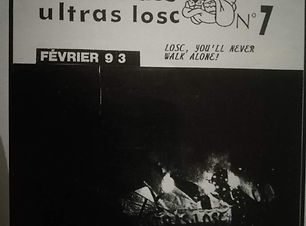 ultras losc
N° 7
FÉVRIER 93
LOSC, YOU'LL NEVER
WALK ALONE!